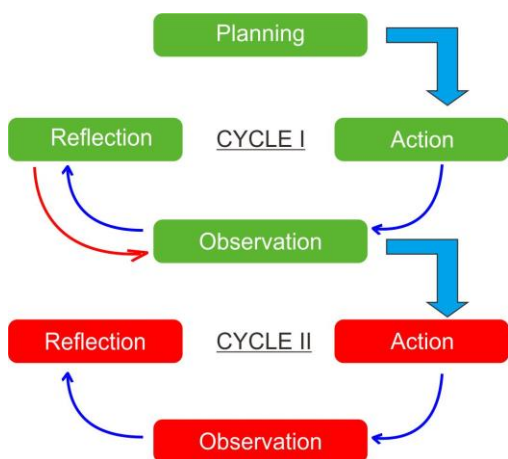 Planning
Reflection
CYCLE I
Action
Observation
Reflection
CYCLE II
Action
Observation